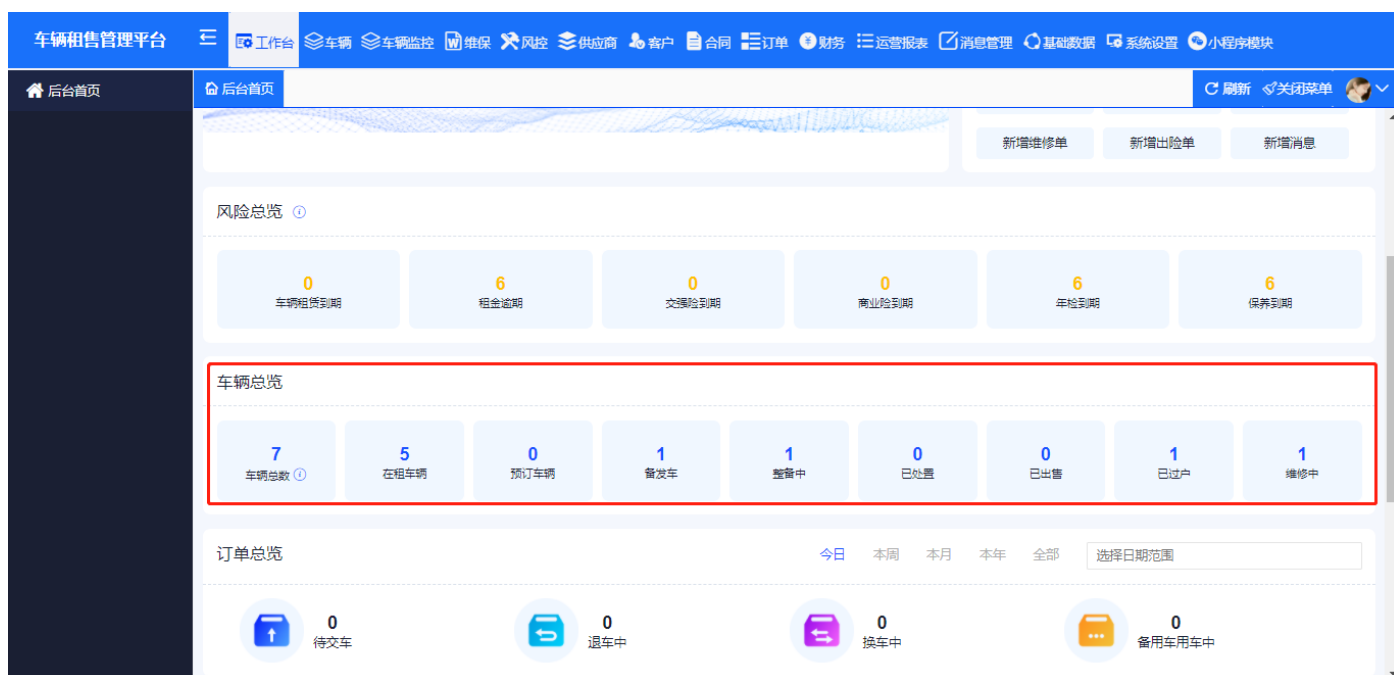 车辆租售管理平台
工作台 车辆 车辆监控 维保 风控 供应商 客户 合同 订单 财务 运营报表 消息管理 基础数据 系统设置 小程序模块
后台首页
后台首页 刷新 关闭菜单
新增维修单 新增出险单 新增消息
风险总览
0 6 0 0 6 6
车辆租赁到期 租金逾期 交强险到期 商业险到期 年检到期 保养到期
车辆总览
7 5 0 1 1 0 0 1 1
车辆总数 在租车辆 预订车辆 备发车 整备中 已处置 已出售 已过户 维修中
订单总览 今日 本周 本月 本年 全部 选择日期范围
0 0 0 0
待交车 退车中 换车中 备用车用车中